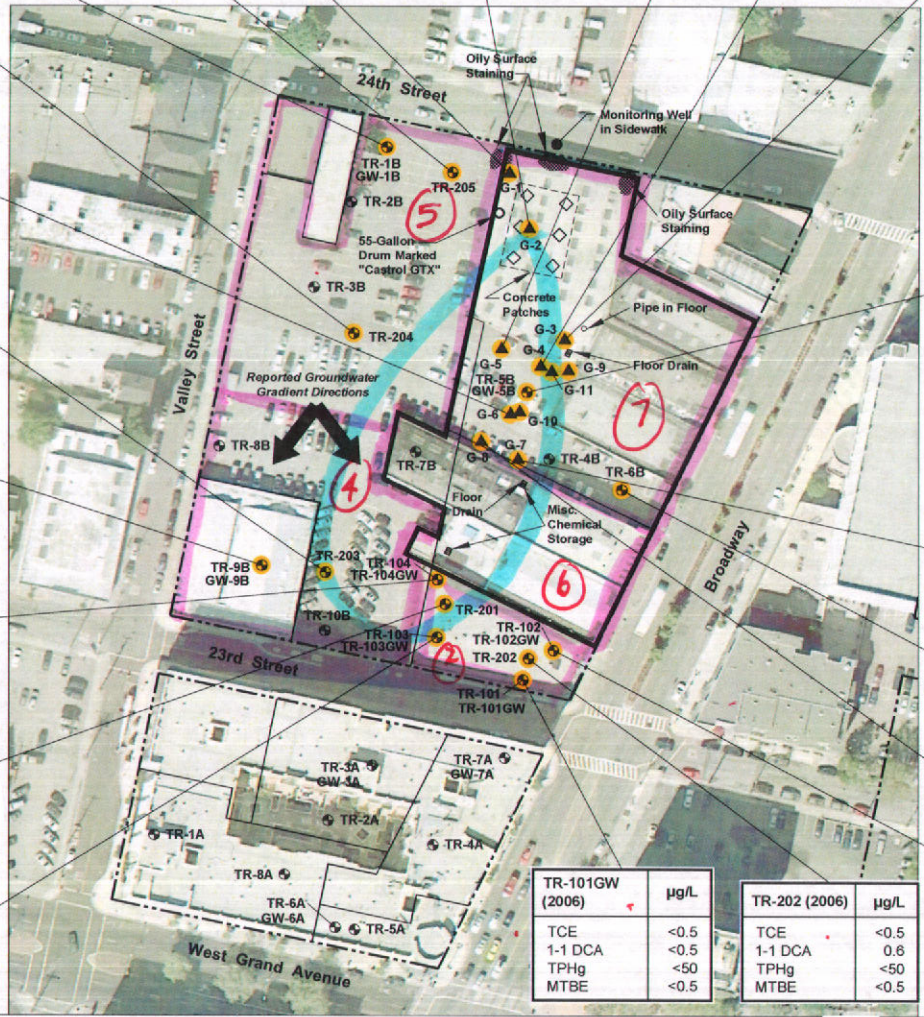 Oily Surface
Staining
24th Street
Monitoring Well
in Sidewalk
TR-1B
GW-1B
TR-205
G-1
TR-2B
5
Oily Surface
Staining
55-Gallon
Drum Marked
"Castrol GTX"
G-2
TR-3B
Concrete
Patches
Pipe in Floor
TR-204
G-3
G-4
G-5
Floor Drain
G-9
TR-5B
GW-5B
G-11
Valley Street
Reported Groundwater
Gradient Directions
G-6
G-10
7
TR-8B
G-8
G-7
TR-7B
TR-4B
TR-6B
4
Floor
Drain
Misc.
Chemical
Storage
Broadway
TR-9B
GW-9B
TR-203
TR-104
TR-104GW
6
TR-201
TR-10B
TR-103
TR-103GW
TR-102
TR-102GW
2
TR-202
23rd Street
TR-101
TR-101GW
TR-3A
GW-3A
TR-7A
GW-7A
TR-2A
TR-1A
TR-4A
TR-8A
TR-6A
GW-6A
TR-5A
West Grand Avenue
TR-101GW
(2006) µg/L
TCE <0.5
1-1 DCA <0.5
TPHg <50
MTBE <0.5
TR-202 (2006) µg/L
TCE <0.5
1-1 DCA 0.6
TPHg <50
MTBE <0.5